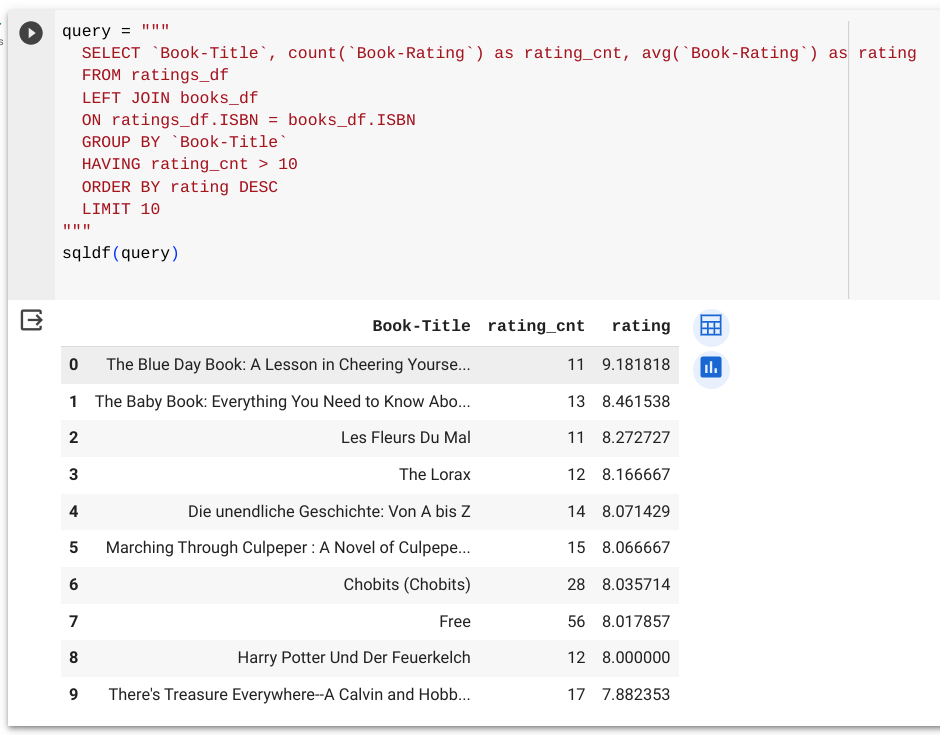 query = """
SELECT `Book-Title`, count(`Book-Rating`) as rating_cnt, avg(`Book-Rating`) as rating
FROM ratings_df
LEFT JOIN books_df
ON ratings_df.ISBN = books_df.ISBN
GROUP BY `Book-Title`
HAVING rating_cnt > 10
ORDER BY rating DESC
LIMIT 10
"""
sqldf(query)
Book-Title rating_cnt rating
0 The Blue Day Book: A Lesson in Cheering Yourse... 11 9.181818
1 The Baby Book: Everything You Need to Know Abo... 13 8.461538
2 Les Fleurs Du Mal 11 8.272727
3 The Lorax 12 8.166667
4 Die unendliche Geschichte: Von A bis Z 14 8.071429
5 Marching Through Culpeper : A Novel of Culpepe... 15 8.066667
6 Chobits (Chobits) 28 8.035714
7 Free 56 8.017857
8 Harry Potter Und Der Feuerkelch 12 8.000000
9 There's Treasure Everywhere--A Calvin and Hobb... 17 7.882353